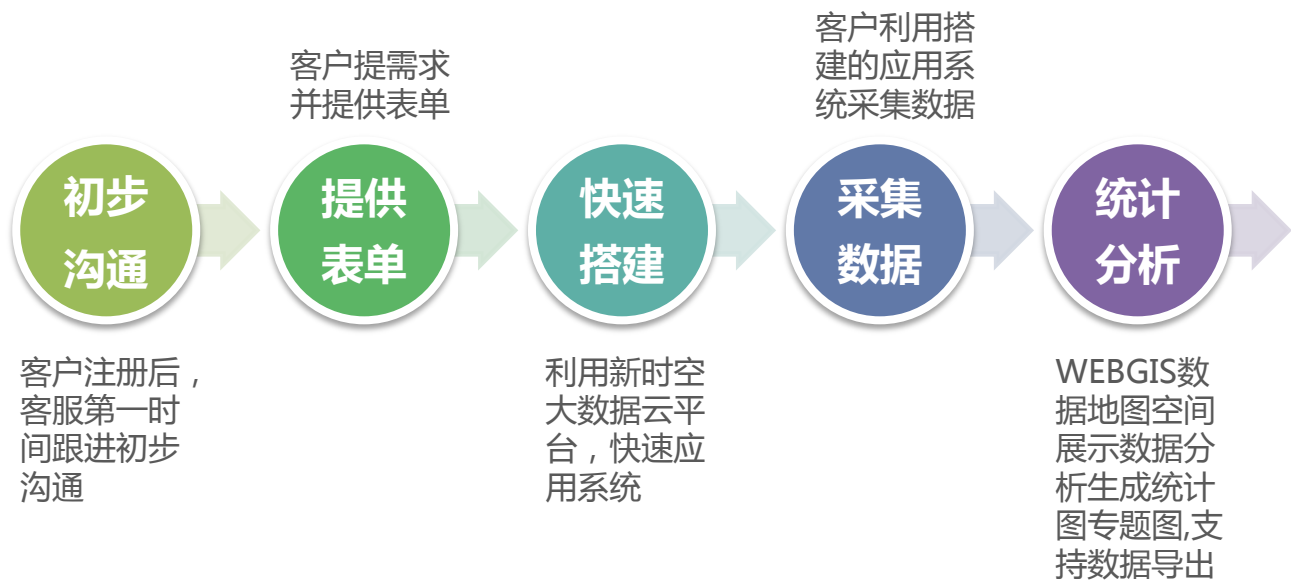 客户提需求
并提供表单
客户利用搭
建的应用系
统采集数据
初步
沟通
提供
表单
快速
搭建
采集
数据
统计
分析
客户注册后，
客服第一时
间跟进初步
沟通
利用新时空
大数据云平
台，快速应
用系统
WEBGIS数
据地图空间
展示数据分
析生成统计
图专题图,支
持数据导出